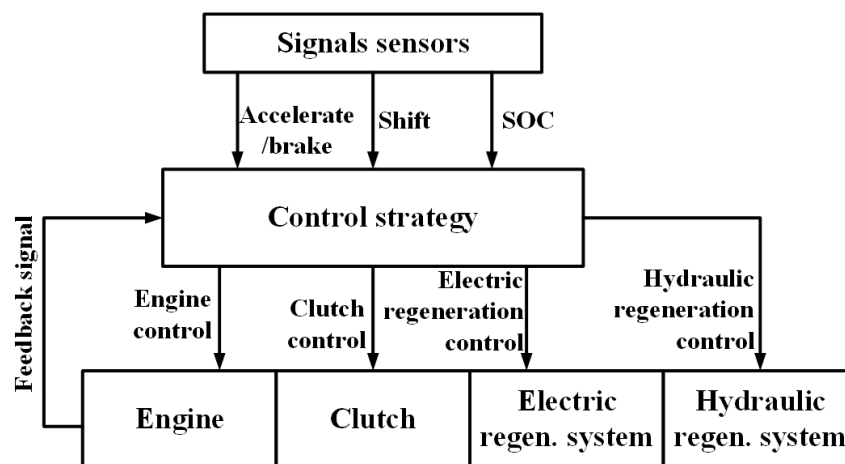 Signals sensors
Accelerate
/brake
Shift
SOC
Control strategy
Feedback signal
Engine
control
Clutch
control
Electric
regeneration
control
Hydraulic
regeneration
control
Engine
Clutch
Electric
regen. system
Hydraulic
regen. system